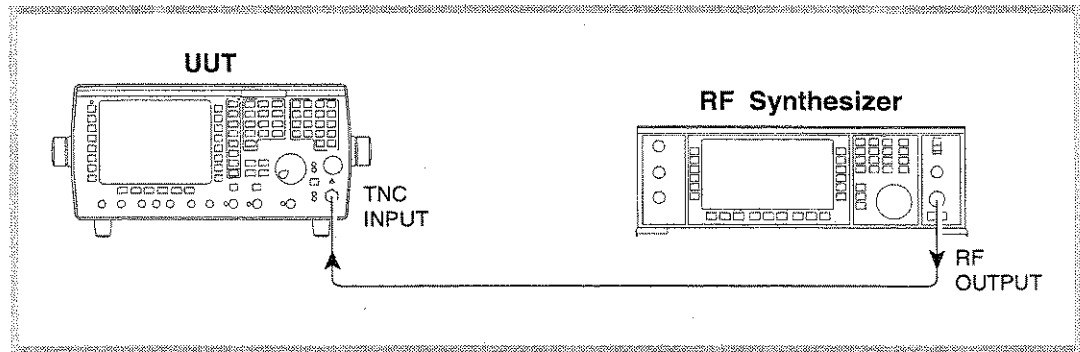 UUT
RF Synthesizer
TNC
INPUT
RF
OUTPUT